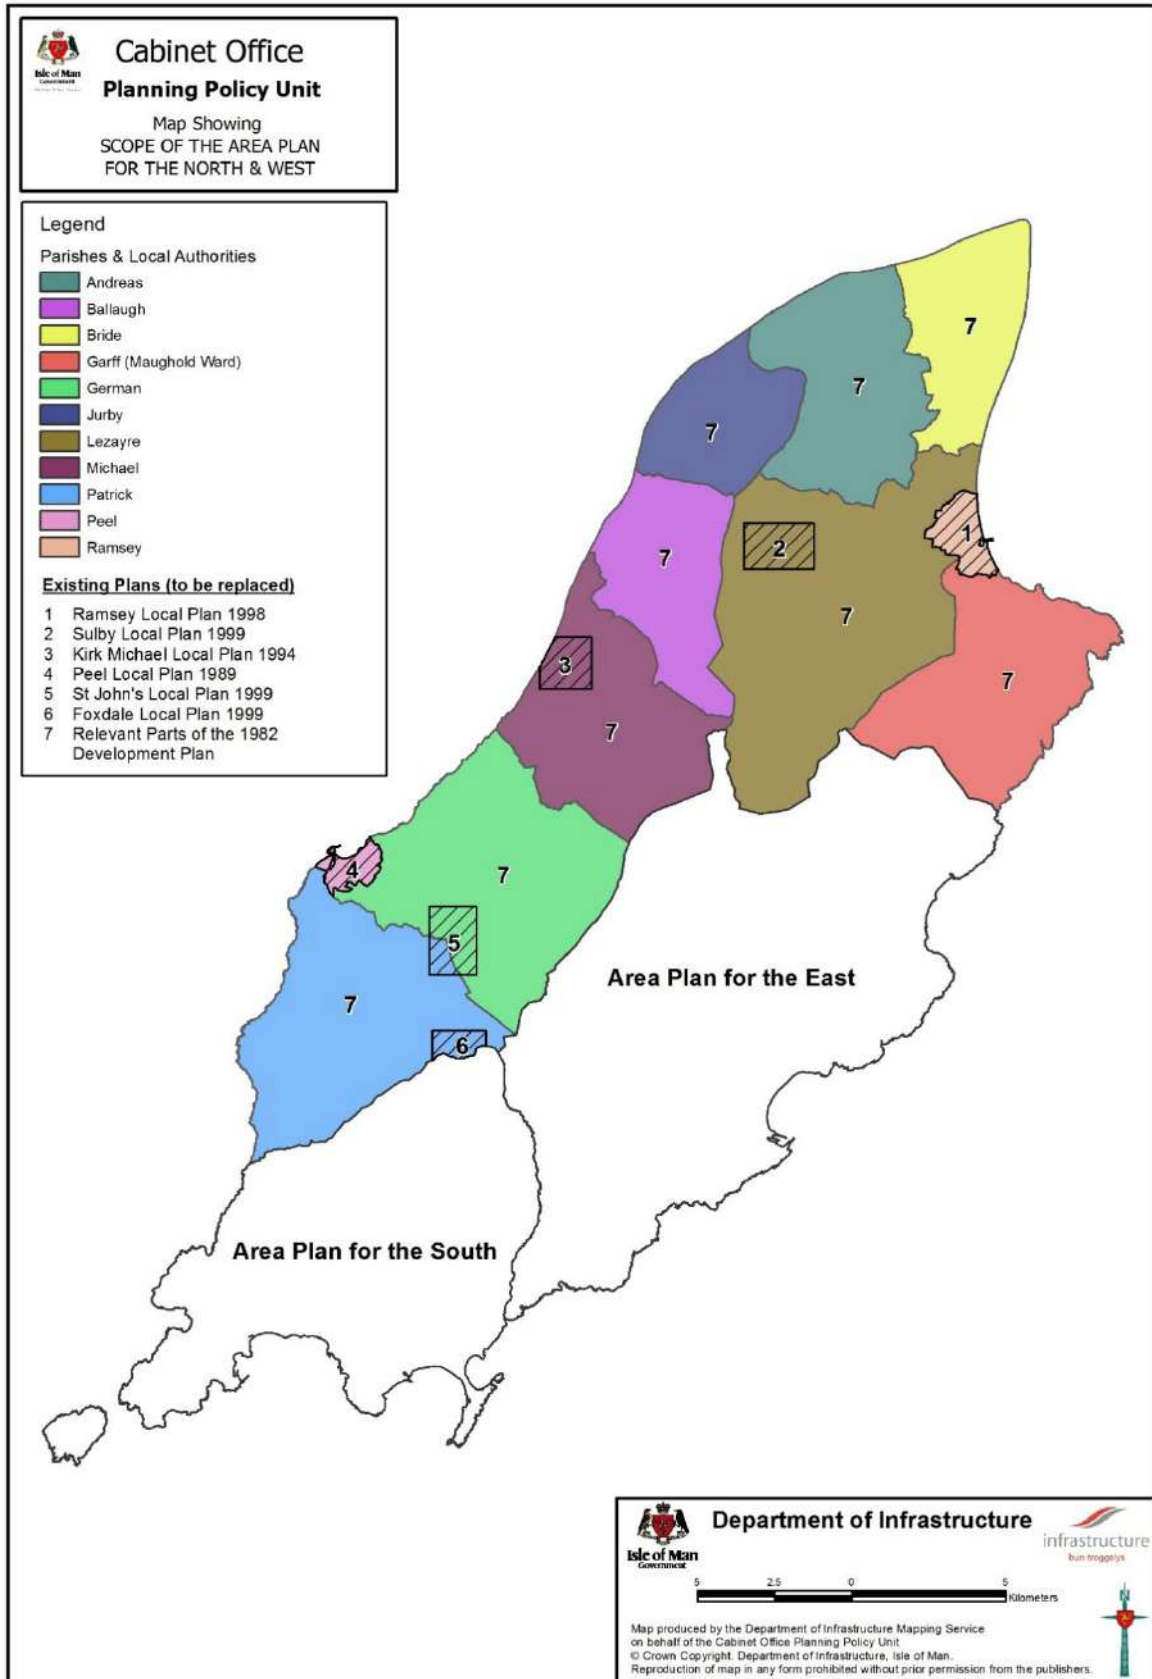 Isle of Man
Government
Cabinet Office
Planning Policy Unit
Map Showing
SCOPE OF THE AREA PLAN
FOR THE NORTH & WEST
Legend
Parishes & Local Authorities
Andreas
Ballaugh
Bride
Garff (Maughold Ward)
German
Jurby
Lezayre
Michael
Patrick
Peel
Ramsey
Existing Plans (to be replaced)
1 Ramsey Local Plan 1998
2 Sulby Local Plan 1999
3 Kirk Michael Local Plan 1994
4 Peel Local Plan 1989
5 St John's Local Plan 1999
6 Foxdale Local Plan 1999
7 Relevant Parts of the 1982
Development Plan
7
7
7
1
2
7
7
3
7
7
4
7
5
Area Plan for the East
7
6
Area Plan for the South
Isle of Man
Government
Department of Infrastructure
infrastructure
bun troggalys
5 2.5 0 5
Kilometers
N
Map produced by the Department of Infrastructure Mapping Service
on behalf of the Cabinet Office Planning Policy Unit
© Crown Copyright. Department of Infrastructure, Isle of Man.
Reproduction of map in any form prohibited without prior permission from the publishers.